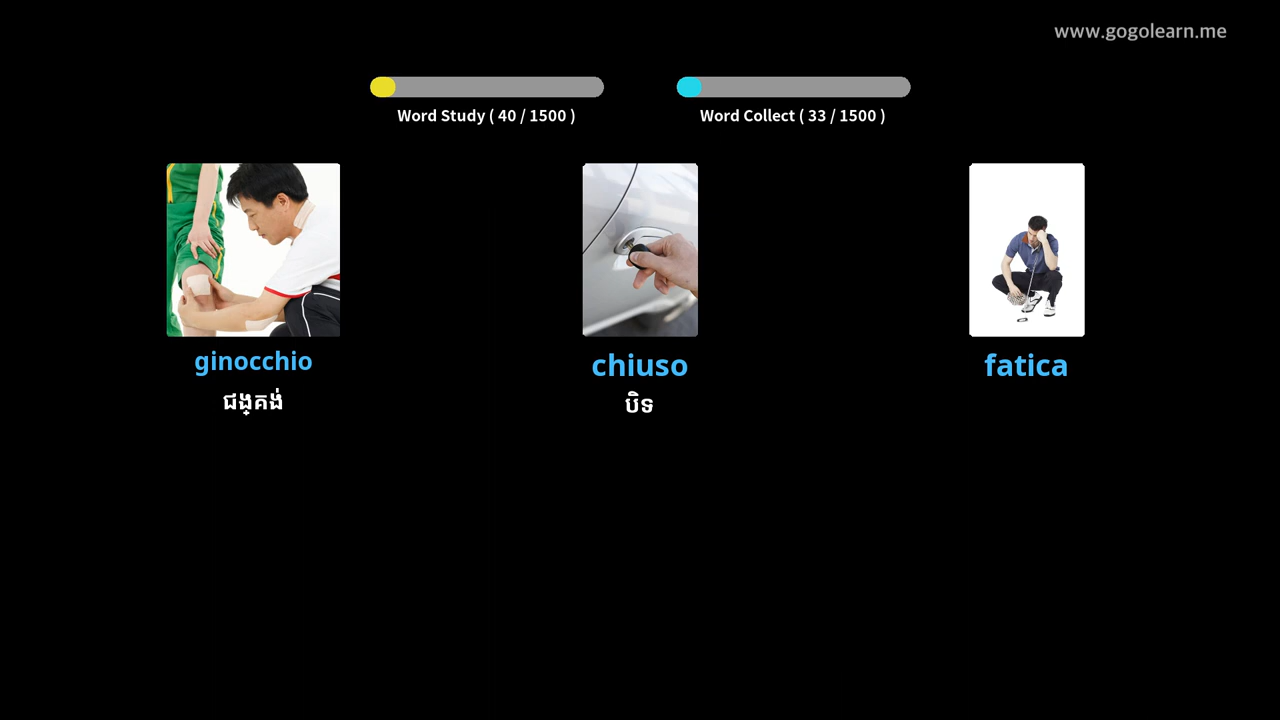 www.gogolearn.me
Word Study ( 40 / 1500 )
Word Collect ( 33 / 1500 )
ginocchio
chiuso
fatica
ជង្គង់
បិទ